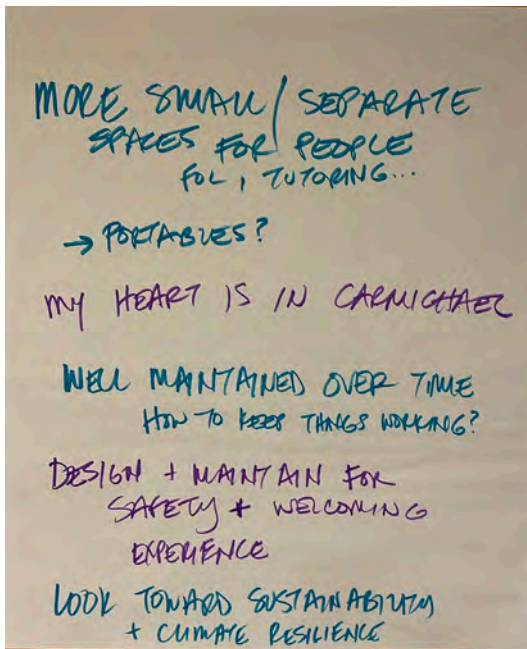 MORE SMALL / SEPARATE
SPACES FOR PEOPLE
FOL, TUTORING...
→ PORTABLES?
MY HEART IS IN CARMICHAEL
WELL MAINTAINED OVER TIME
HOW TO KEEP THINGS WORKING?
DESIGN + MAINTAIN FOR
SAFETY + WELCOMING
EXPERIENCE
LOOK TOWARD SUSTAINABILITY
+ CLIMATE RESILIENCE